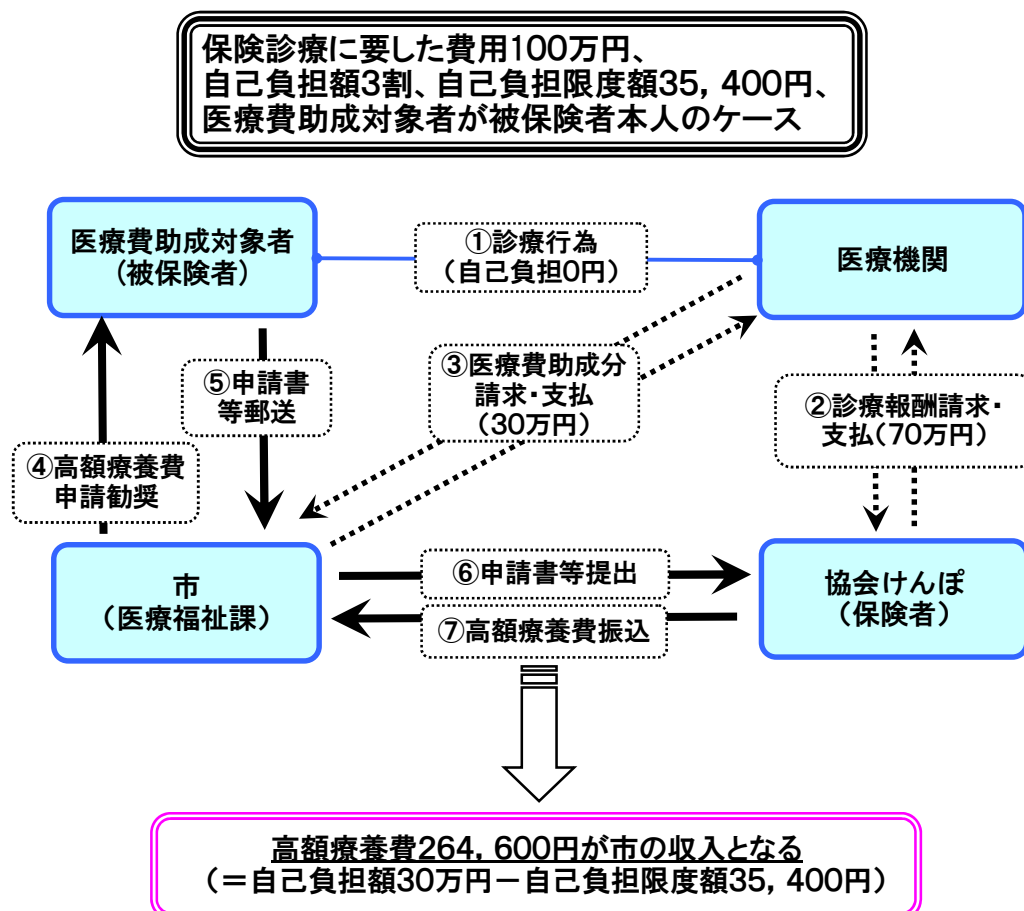 保険診療に要した費用100万円、
自己負担額3割、自己負担限度額35,400円、
医療費助成対象者が被保険者本人のケース
医療費助成対象者
(被保険者)
①診療行為
(自己負担0円)
医療機関
③医療費助成分
請求・支払
(30万円)
⑤申請書
等郵送
②診療報酬請求・
支払(70万円)
④高額療養費
申請勧奨
市
(医療福祉課)
⑥申請書等提出
⑦高額療養費振込
協会けんぽ
(保険者)
高額療養費264,600円が市の収入となる
(=自己負担額30万円-自己負担限度額35,400円)